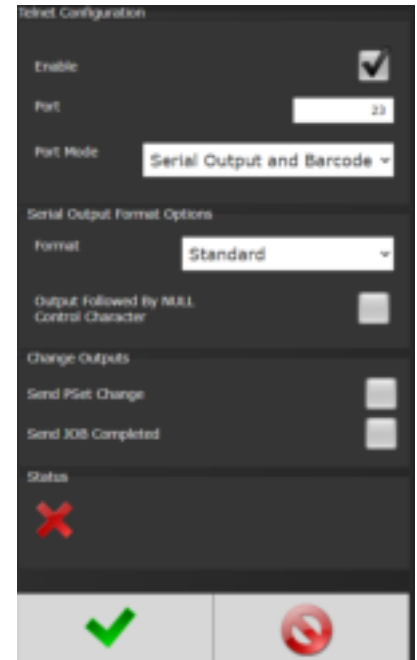 Telnet Configuration
Enable
Port
23
Port Mode
Serial Output and Barcode
Serial Output Format Options
Format
Standard
Output Followed By NULL
Control Character
Change Outputs
Send PSet Change
Send JOB Completed
Status